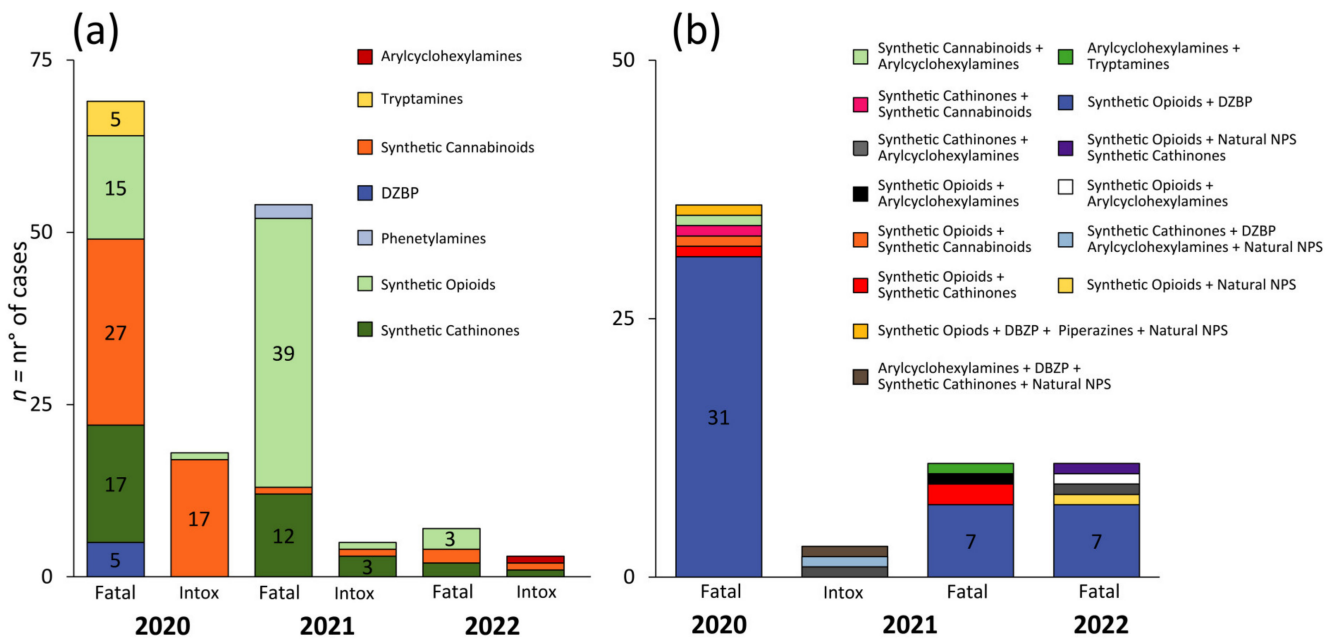 (a)
75
50
25
0
n = nr° of cases
Arylcyclohexylamines
Tryptamines
Synthetic Cannabinoids
DZBP
Phenetylamines
Synthetic Opioids
Synthetic Cathinones
5
15
27
17
5
17
39
12
3
3
Fatal
Intox
Fatal
Intox
Fatal
Intox
2020
2021
2022
(b)
50
25
0
Synthetic Cannabinoids +
Arylcyclohexylamines
Synthetic Cathinones +
Synthetic Cannabinoids
Synthetic Cathinones +
Arylcyclohexylamines
Synthetic Opioids +
Arylcyclohexylamines
Synthetic Opioids +
Synthetic Cannabinoids
Synthetic Opioids +
Synthetic Cathinones
Synthetic Opiods + DBZP + Piperazines + Natural NPS
Arylcyclohexylamines + DBZP +
Synthetic Cathinones + Natural NPS
Arylcyclohexylamines +
Tryptamines
Synthetic Opioids + DZBP
Synthetic Opioids + Natural NPS
Synthetic Cathinones
Synthetic Opioids +
Arylcyclohexylamines
Synthetic Cathinones + DZBP
Arylcyclohexylamines + Natural NPS
Synthetic Opioids + Natural NPS
31
7
7
Fatal
Intox
Fatal
Fatal
2020
2021
2022